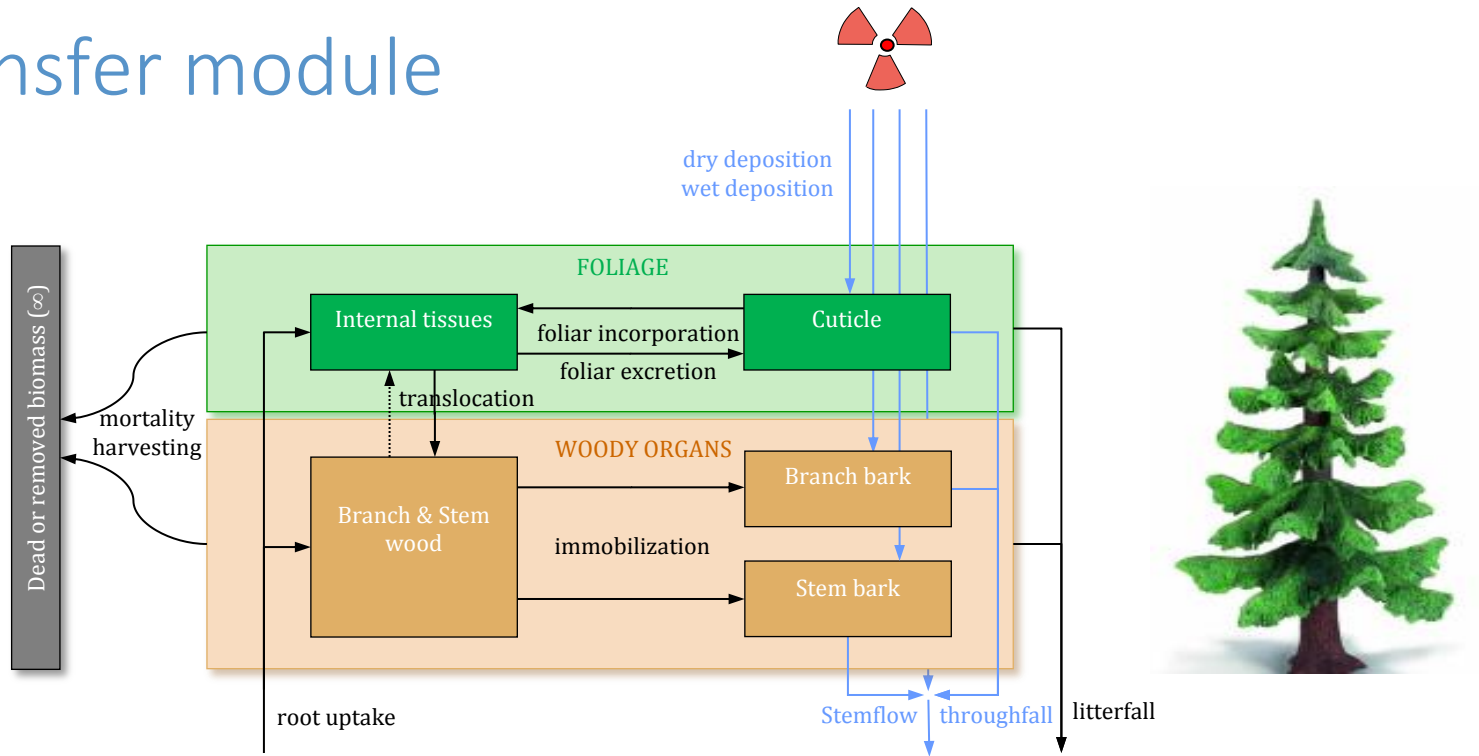 nsfer module
dry deposition
wet deposition
FOLIAGE
Internal tissues
Cuticle
foliar incorporation
foliar excretion
translocation
Dead or removed biomass (∞)
mortality
harvesting
WOODY ORGANS
Branch & Stem
wood
Branch bark
immobilization
Stem bark
root uptake
Stemflow
throughfall
litterfall